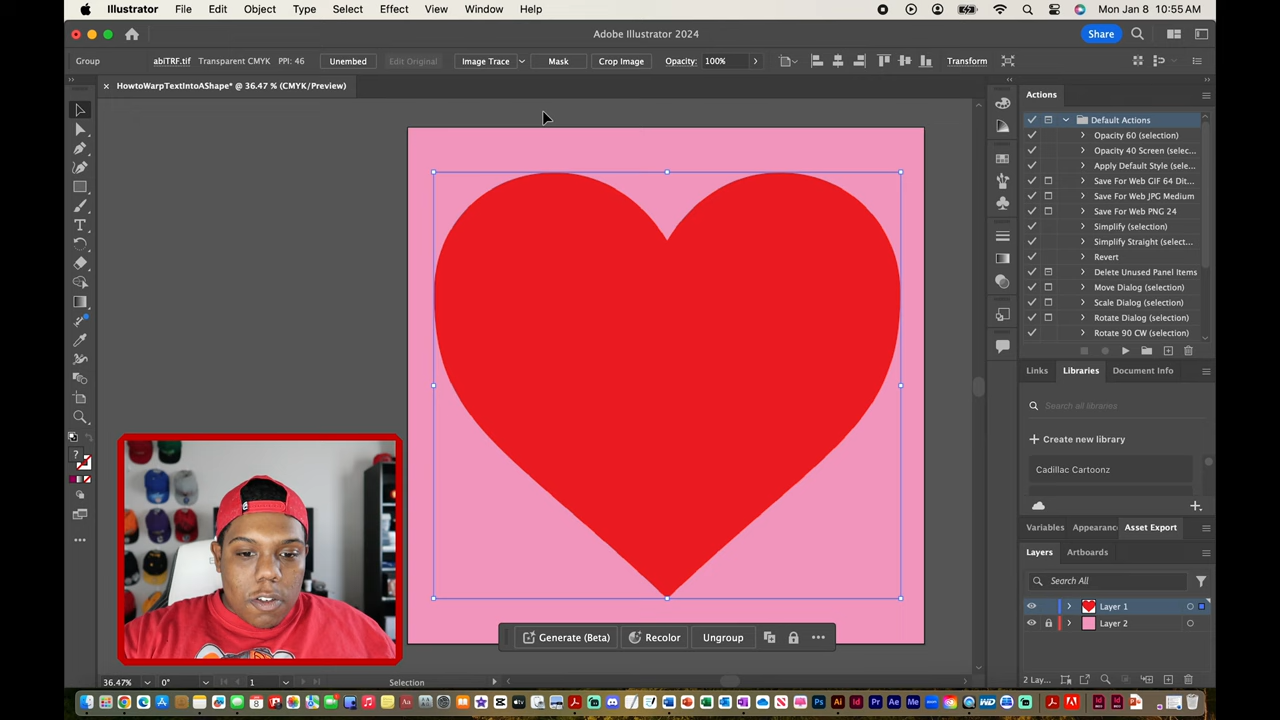 Illustrator File Edit Object Type Select Effect View Window Help Mon Jan 8 10:55 AM
Adobe Illustrator 2024 Share
Group abiTRF.tif Transparent CMYK PPI: 46 Unembed Edit Original Image Trace Mask Crop Image Opacity: 100% Transform
× HowtoWarpTextIntoAShape* @ 36.47 % (CMYK/Preview)
Actions
Default Actions
Opacity 60 (selection)
Opacity 40 Screen (selec...
Apply Default Style (sele...
Save For Web GIF 64 Dit...
Save For Web JPG Medium
Save For Web PNG 24
Simplify (selection)
Simplify Straight (select...
Revert
Delete Unused Panel Items
Move Dialog (selection)
Scale Dialog (selection)
Rotate Dialog (selection)
Rotate 90 CW (selection)
Links Libraries Document Info
Search all libraries
Create new library
Cadillac Cartoonz
Variables Appearanc Asset Export
Layers Artboards
Search All
Layer 1
Layer 2
Generate (Beta) Recolor Ungroup
36.47% 0° 1 Selection
2 Lay...